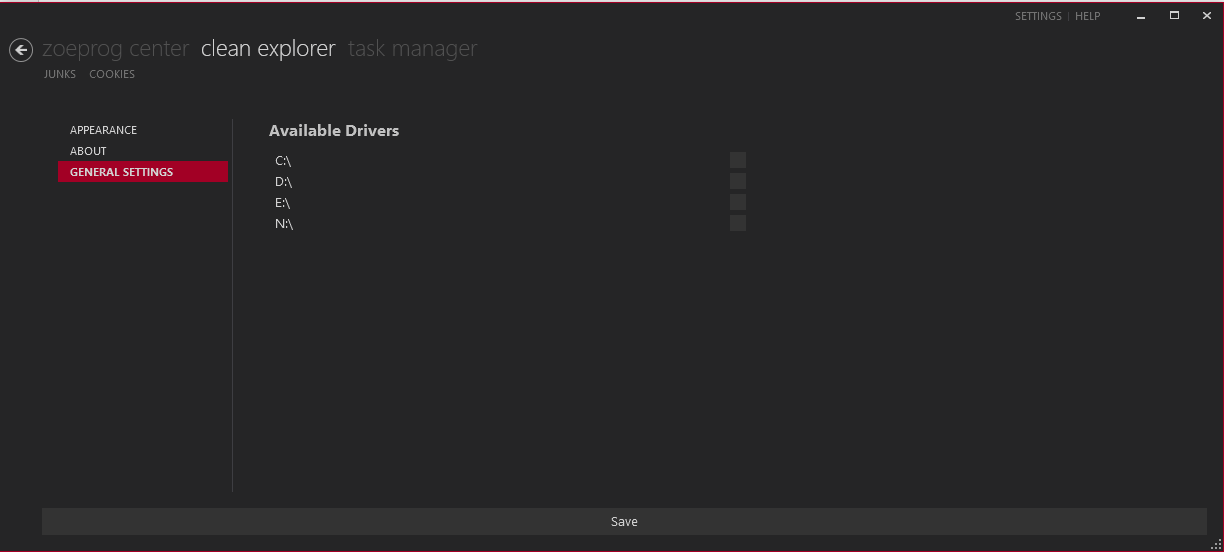 SETTINGS | HELP
zoeprog center clean explorer task manager
JUNKS COOKIES
APPEARANCE
ABOUT
GENERAL SETTINGS
Available Drivers
C:\
D:\
E:\
N:\
Save